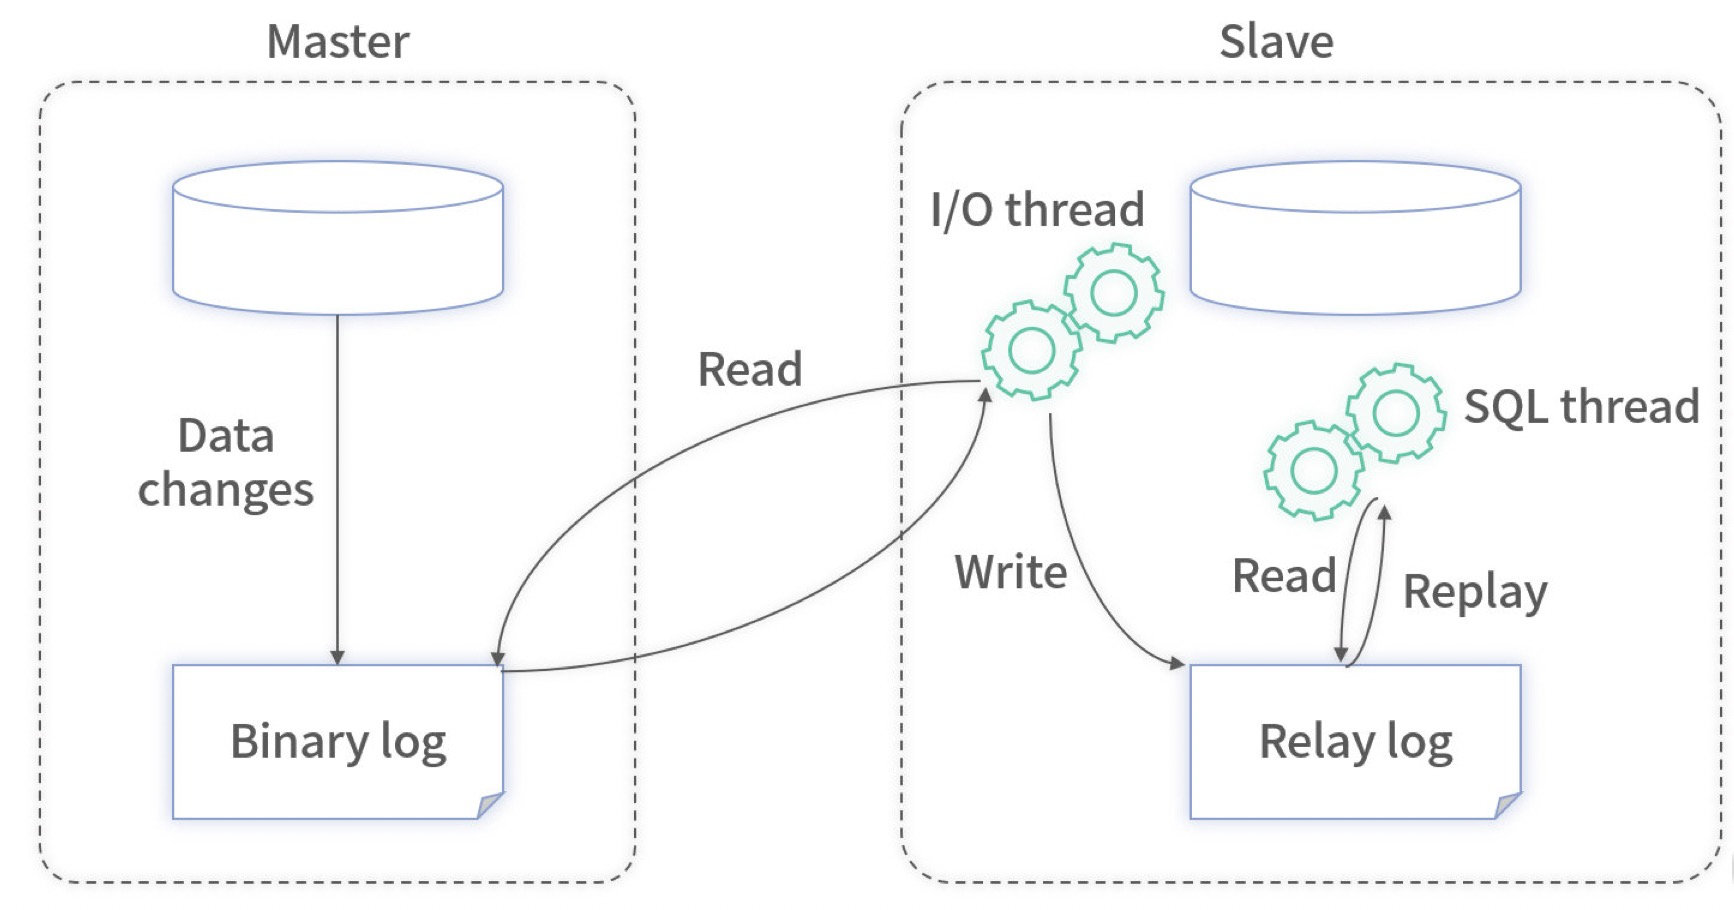 Master
Data
changes
Binary log
Read
Slave
I/O thread
SQL thread
Write
Read
Replay
Relay log